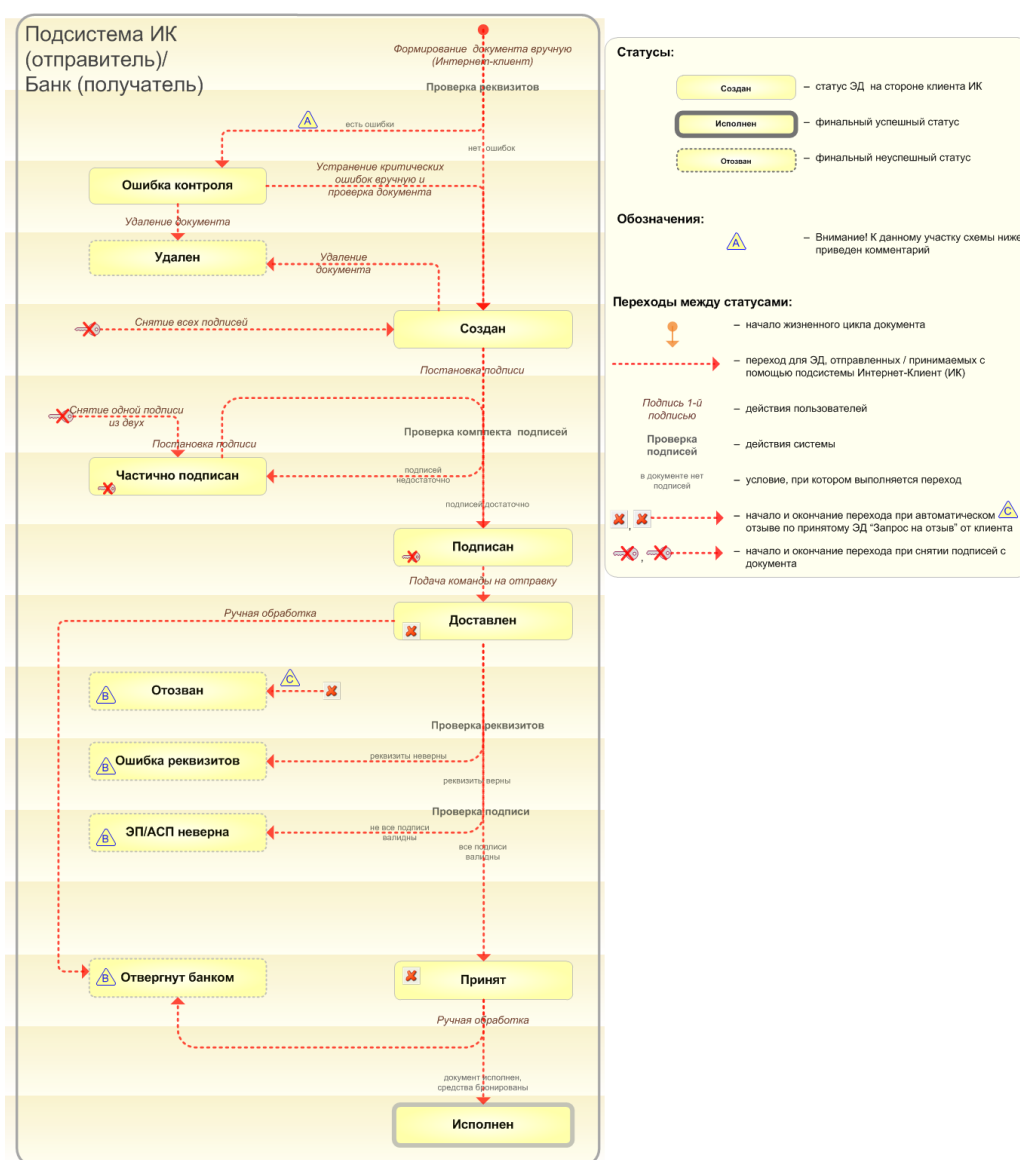 Подсистема ИК
(отправитель)/
Банк (получатель)
Формирование документа вручную
(Интернет-клиент)
Проверка реквизитов
A
есть ошибки
нет ошибок
Ошибка контроля
Устранение критических
ошибок вручную и
проверка документа
Удаление документа
Удален
Удаление
документа
Снятие всех подписей
Создан
Постановка подписи
Снятие одной подписи
из двух
Постановка подписи
Проверка комплекта подписей
Частично подписан
подписей
недостаточно
подписей достаточно
Подписан
Подача команды на отправку
Ручная обработка
Доставлен
B
Отозван
C
Проверка реквизитов
B
Ошибка реквизитов
реквизиты неверны
реквизиты верны
Проверка подписи
B
ЭП/АСП неверна
не все подписи
валидны
все подписи
валидны
B
Отвергнут банком
Принят
Ручная обработка
документ исполнен,
средства бронированы
Исполнен
Статусы:
Создан
– статус ЭД на стороне клиента ИК
Исполнен
– финальный успешный статус
Отозван
– финальный неуспешный статус
Обозначения:
A
– Внимание! К данному участку схемы ниже
приведен комментарий
Переходы между статусами:
– начало жизненного цикла документа
– переход для ЭД, отправленных / принимаемых с
помощью подсистемы Интернет-Клиент (ИК)
Подпись 1-й
подписью
– действия пользователей
Проверка
подписей
– действия системы
в документе нет
подписей
– условие, при котором выполняется переход
,
– начало и окончание перехода при автоматическом C
отзыве по принятому ЭД “Запрос на отзыв” от клиента
,
– начало и окончание перехода при снятии подписей с
документа